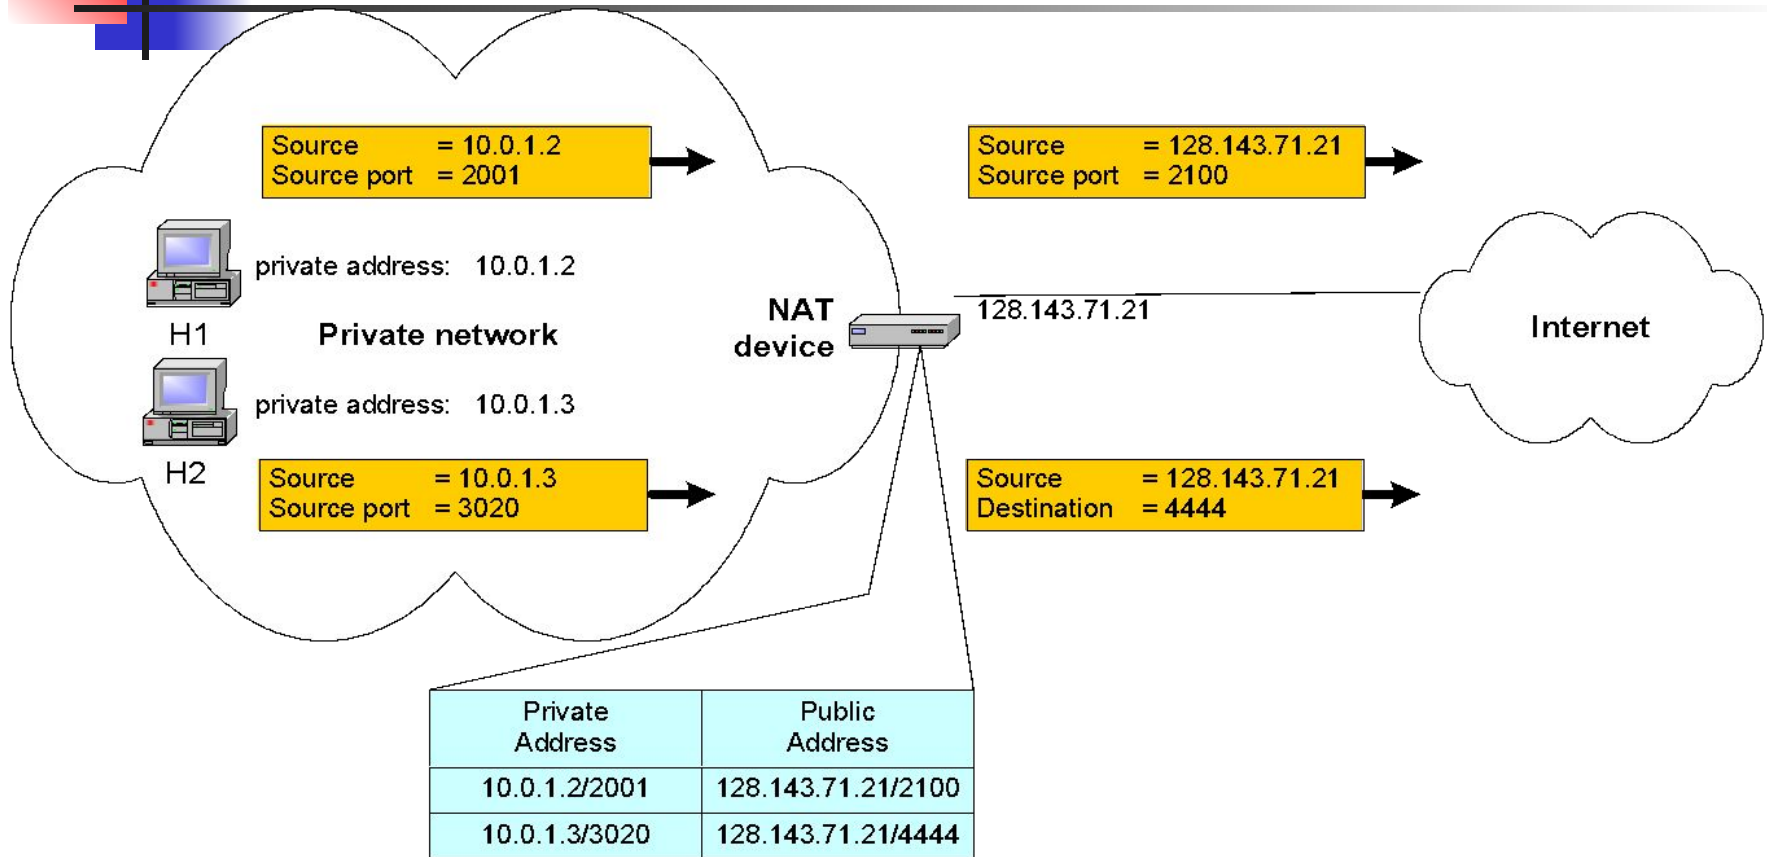 Source = 10.0.1.2
Source port = 2001
Source = 128.143.71.21
Source port = 2100
private address: 10.0.1.2
H1
Private network
NAT
device
128.143.71.21
Internet
private address: 10.0.1.3
H2
Source = 10.0.1.3
Source port = 3020
Source = 128.143.71.21
Destination = 4444
Private
Address
Public
Address
10.0.1.2/2001
128.143.71.21/2100
10.0.1.3/3020
128.143.71.21/4444